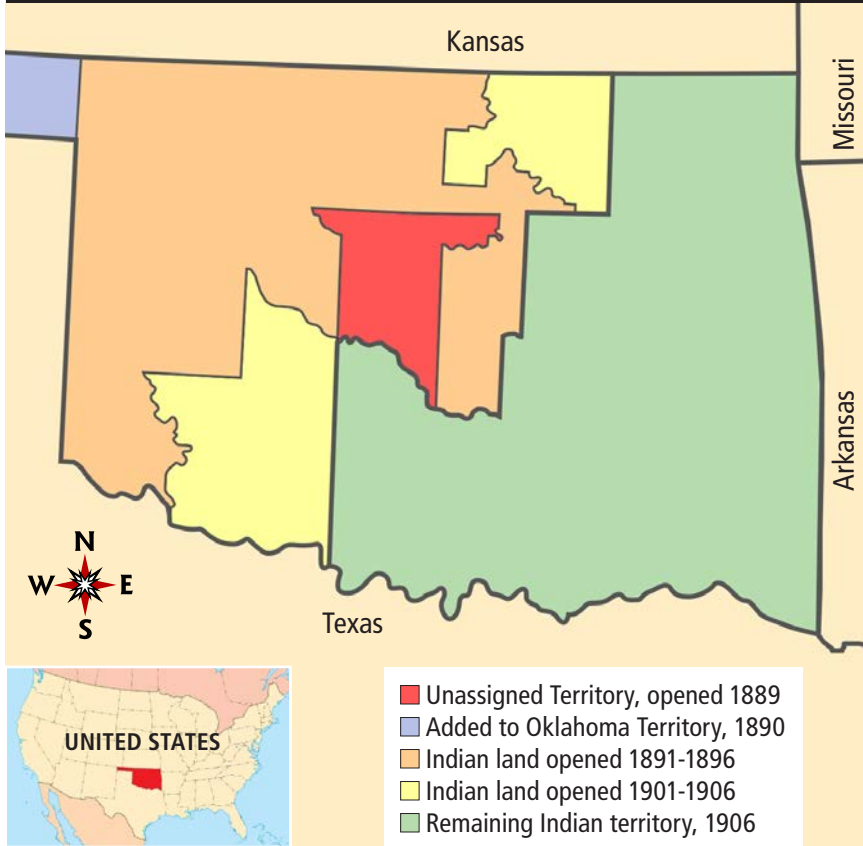 Kansas
Missouri
Arkansas
N
W E
S
Texas
UNITED STATES
Unassigned Territory, opened 1889
Added to Oklahoma Territory, 1890
Indian land opened 1891-1896
Indian land opened 1901-1906
Remaining Indian territory, 1906